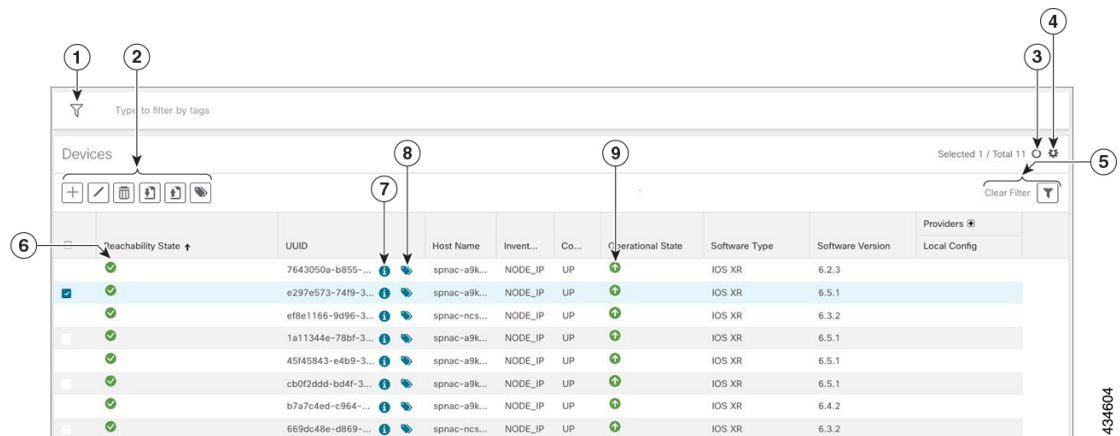 4
1 2 3
Type to filter by tags
Devices 8 9 Selected 1 / Total 11
5
7 Clear Filter
Providers
6 Reachability State UUID Host Name Invent... Co... Operational State Software Type Software Version Local Config
7643050a-b855-... spnac-a9k... NODE_IP UP IOS XR 6.2.3
e297e573-74f9-3... spnac-a9k... NODE_IP UP IOS XR 6.5.1
ef8e1166-9d96-3... spnac-ncs... NODE_IP UP IOS XR 6.3.2
1a11344e-78bf-3... spnac-a9k... NODE_IP UP IOS XR 6.5.1
45f45843-e4b9-3... spnac-a9k... NODE_IP UP IOS XR 6.5.1
cb0f2ddd-bd4f-3... spnac-a9k... NODE_IP UP IOS XR 6.5.1
b7a7c4ed-c964-... spnac-a9k... NODE_IP UP IOS XR 6.4.2
669dc48e-d869-... spnac-ncs... NODE_IP UP IOS XR 6.3.2
434604